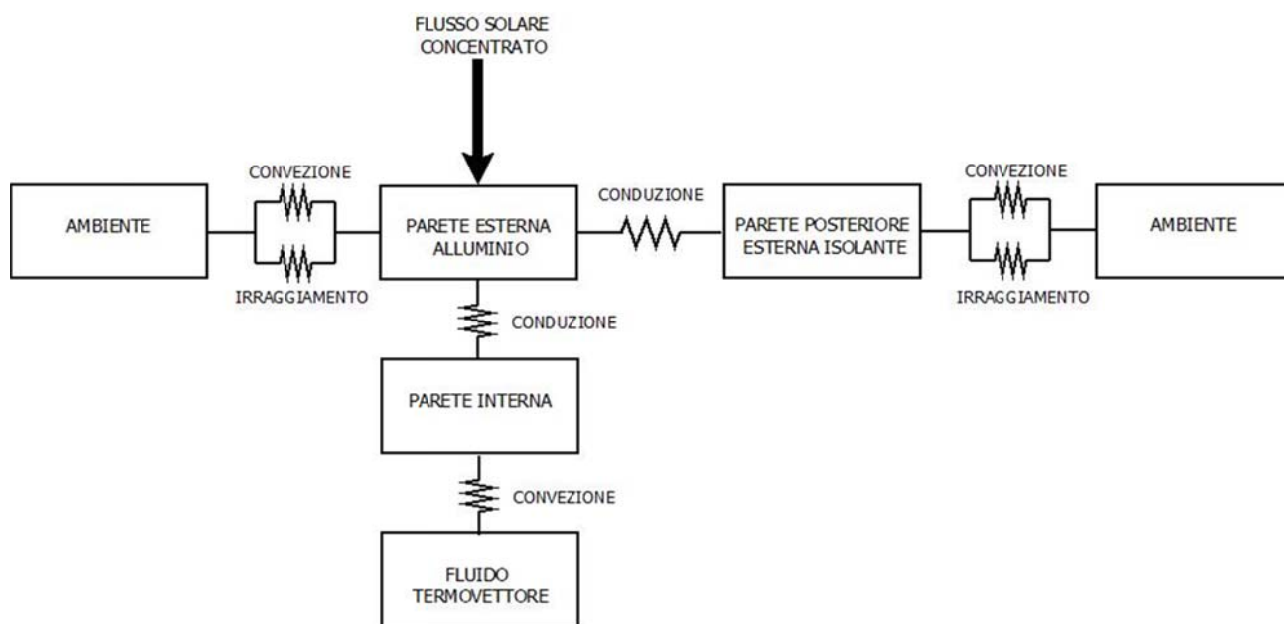 FLUSSO SOLARE
CONCENTRATO
CONVEZIONE
CONDUZIONE
CONVEZIONE
AMBIENTE
PARETE ESTERNA
ALLUMINIO
PARETE POSTERIORE
ESTERNA ISOLANTE
AMBIENTE
IRRAGGIAMENTO
IRRAGGIAMENTO
CONDUZIONE
PARETE INTERNA
CONVEZIONE
FLUIDO
TERMOVETTORE